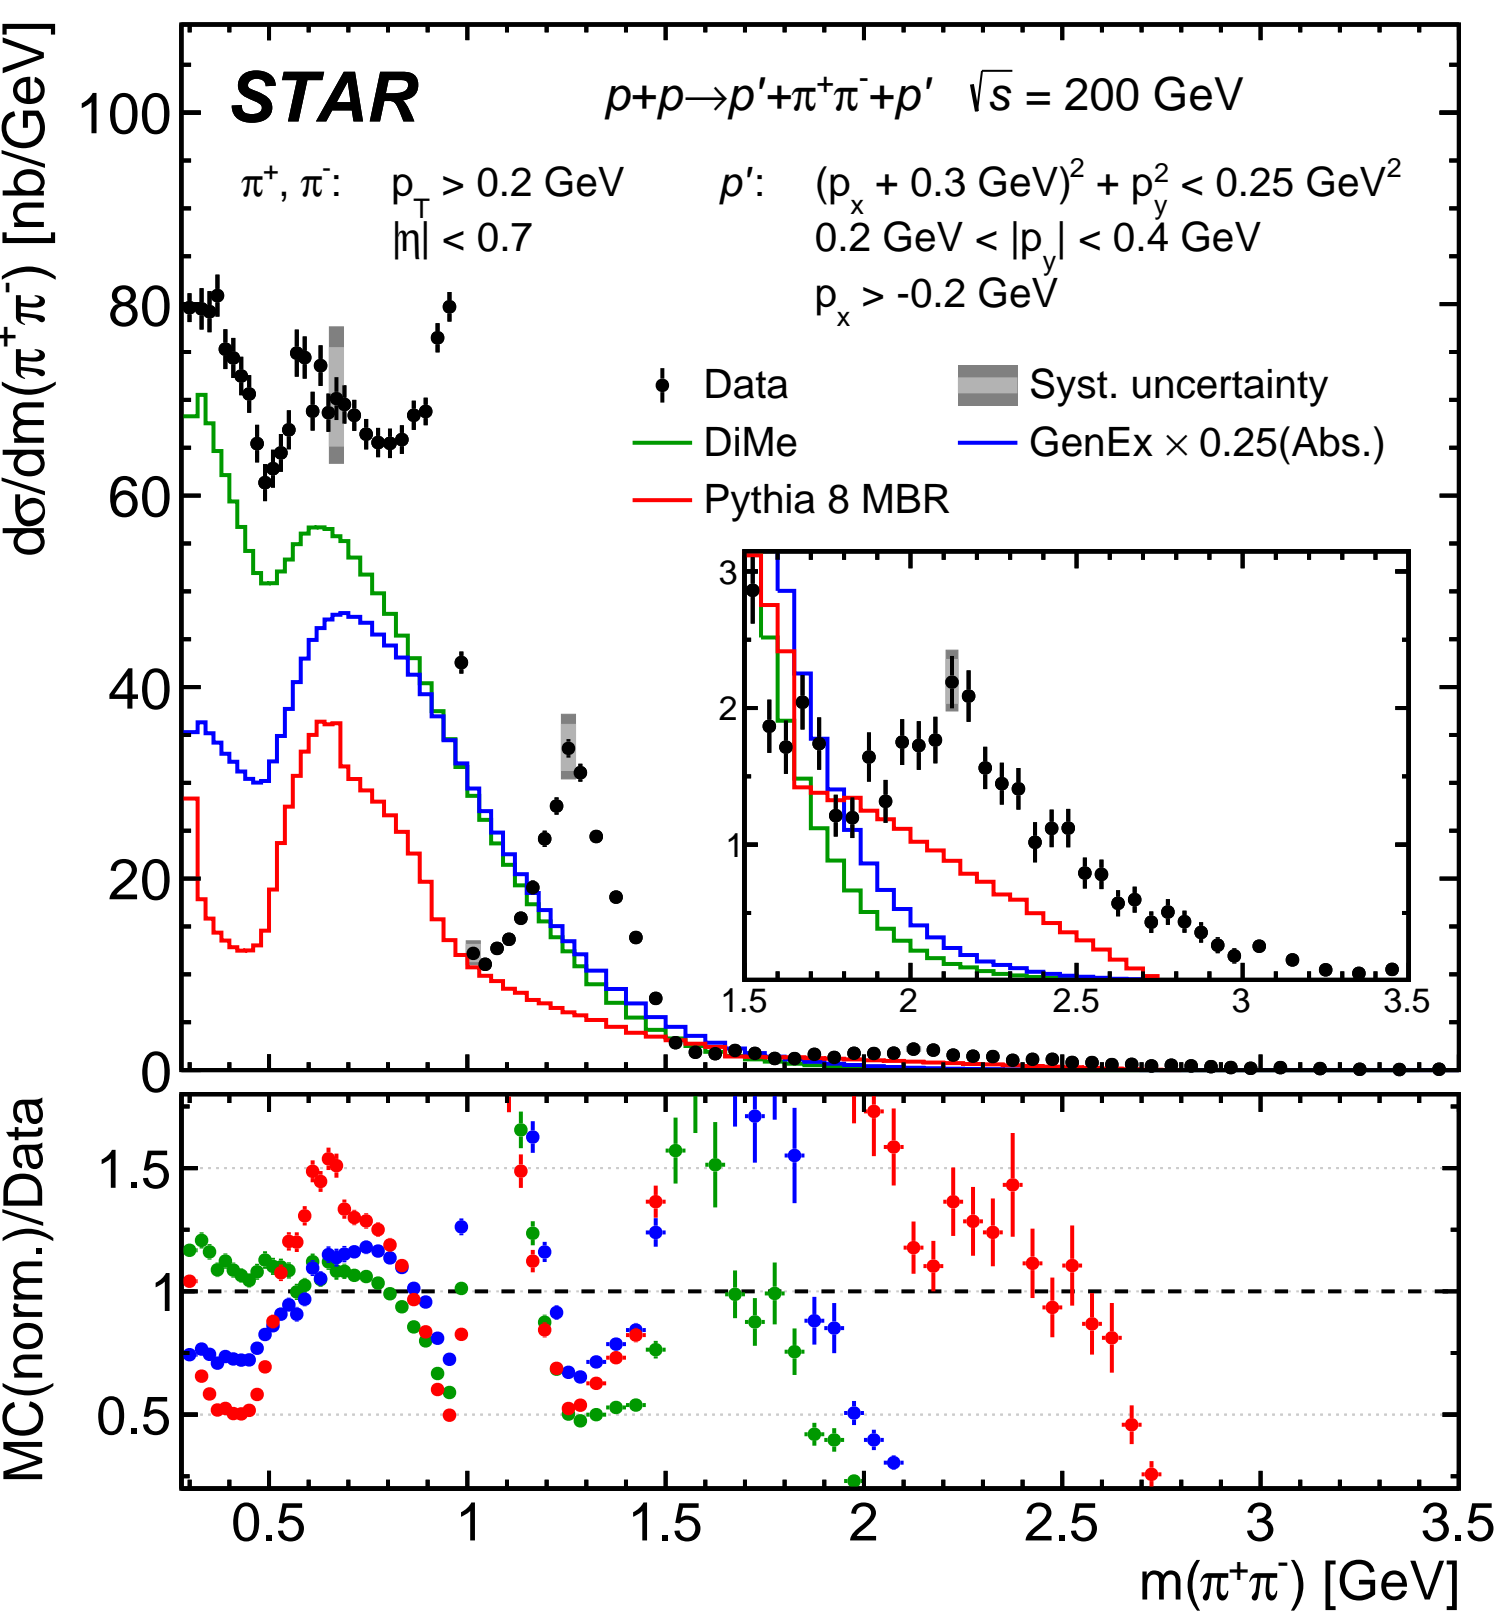 STAR p+p→p′+π⁺π⁻+p′ √s = 200 GeV
π⁺, π⁻: p_T > 0.2 GeV p′: (p_x + 0.3 GeV)² + p_y² < 0.25 GeV²
|η| < 0.7 0.2 GeV < |p_y| < 0.4 GeV
p_x > -0.2 GeV
Data Syst. uncertainty
DiMe GenEx × 0.25(Abs.)
Pythia 8 MBR
dσ/dm(π⁺π⁻) [nb/GeV]
100
80
60
40
20
0
3
2
1
1.5 2 2.5 3 3.5
MC(norm.)/Data
1.5
1
0.5
0.5 1 1.5 2 2.5 3 3.5
m(π⁺π⁻) [GeV]